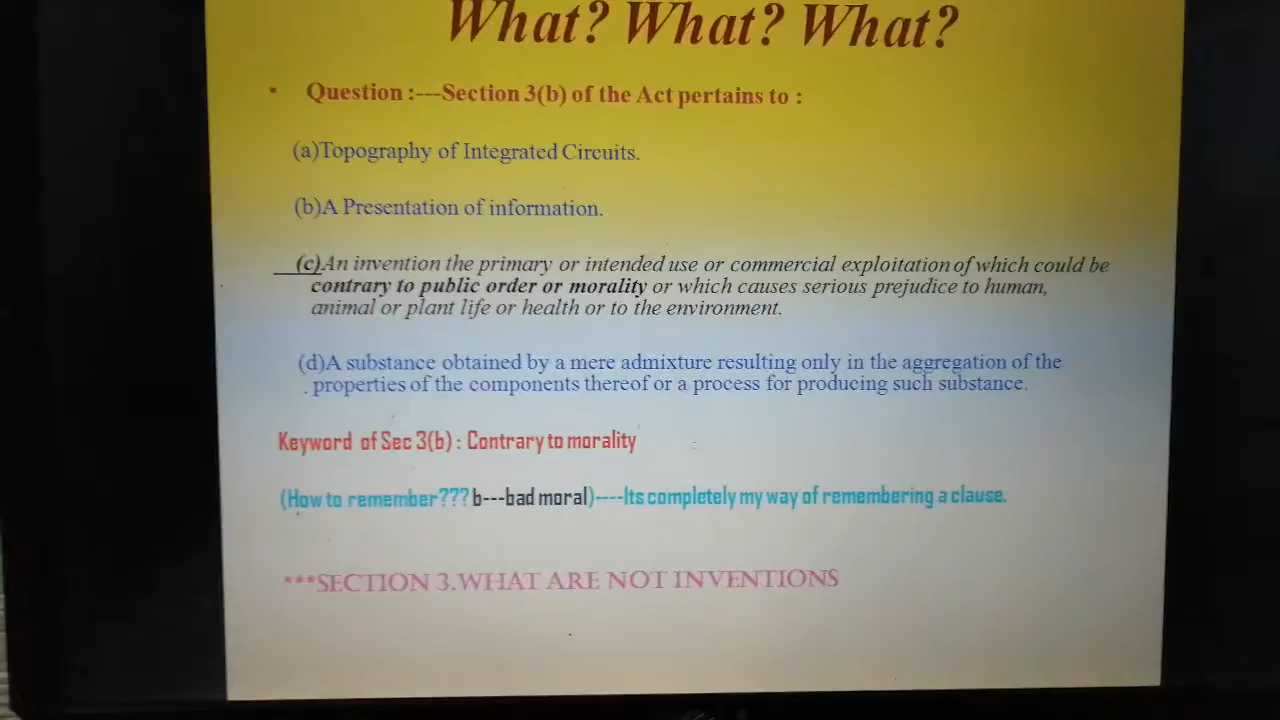 What? What? What?
• Question :---Section 3(b) of the Act pertains to :
(a)Topography of Integrated Circuits.
(b)A Presentation of information.
(c)An invention the primary or intended use or commercial exploitation of which could be
contrary to public order or morality or which causes serious prejudice to human,
animal or plant life or health or to the environment.
(d)A substance obtained by a mere admixture resulting only in the aggregation of the
properties of the components thereof or a process for producing such substance.
Keyword of Sec 3(b) : Contrary to morality
(How to remember??? b---bad moral)----Its completely my way of remembering a clause.
***SECTION 3.WHAT ARE NOT INVENTIONS